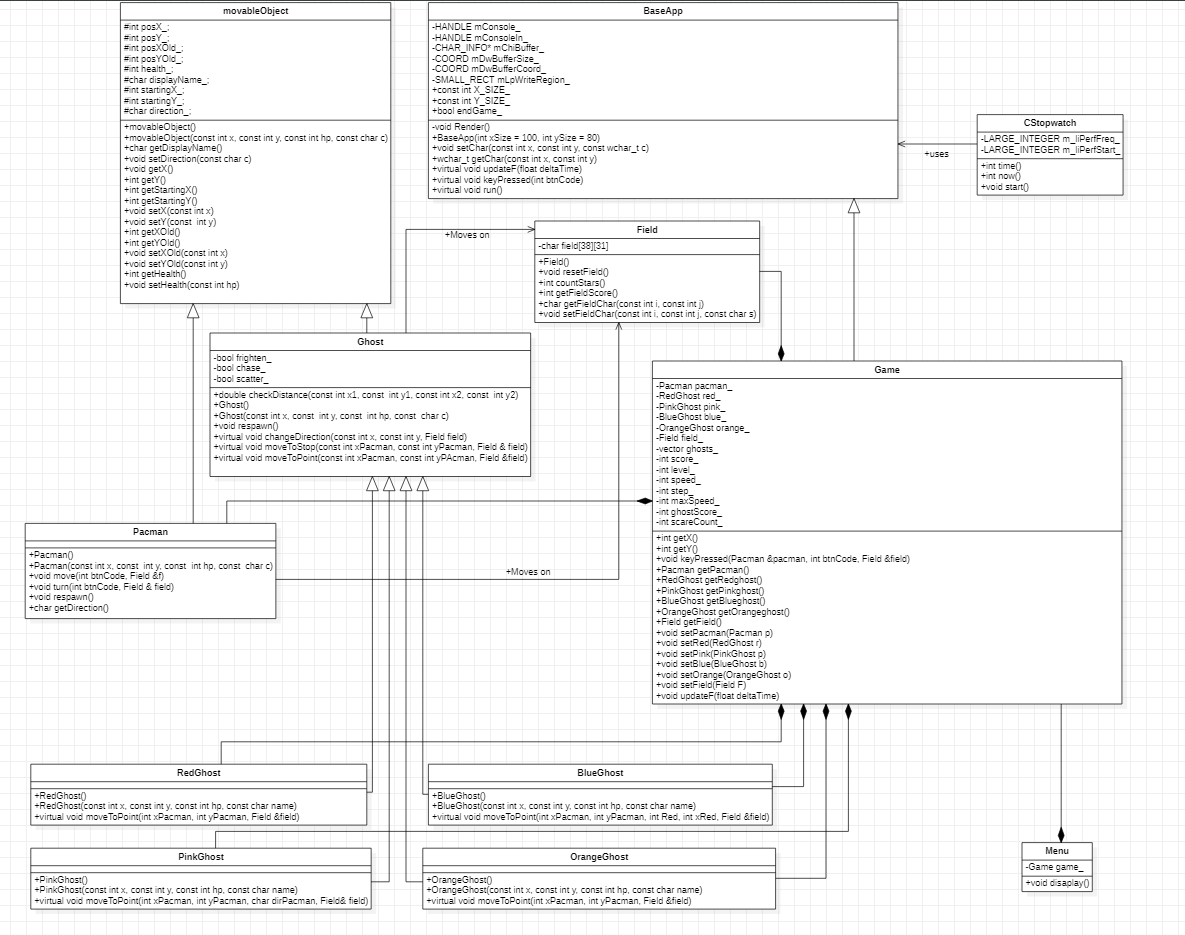 movableObject
#int posX_;
#int posY_;
#int posXOld_;
#int posYOld_;
#int health_;
#char displayName_;
#int startingX_;
#int startingY_;
#char direction_;
+movableObject()
+movableObject(const int x, const int y, const int hp, const char c)
+char getDisplayName()
+void setDirection(const char c)
+void getX()
+int getY()
+int getStartingX()
+int getStartingY()
+void setX(const int x)
+void setY(const  int y)
+int getXOld()
+int getYOld()
+void setXOld(const int x)
+void setYOld(const int y)
+int getHealth()
+void setHealth(const int hp)
BaseApp
-HANDLE mConsole_
-HANDLE mConsoleIn_
-CHAR_INFO* mChiBuffer_
-COORD mDwBufferSize_
-COORD mDwBufferCoord_
-SMALL_RECT mLpWriteRegion_
+const int X_SIZE_
+const int Y_SIZE_
+bool endGame_
-void Render()
+BaseApp(int xSize = 100, int ySize = 80)
+void setChar(const int x, const int y, const wchar_t c)
+wchar_t getChar(const int x, const int y)
+virtual void updateF(float deltaTime)
+virtual void keyPressed(int btnCode)
+virtual void run()
+uses
CStopwatch
-LARGE_INTEGER m_liPerfFreq_
-LARGE_INTEGER m_liPerfStart_
+int time()
+int now()
+void start()
+Moves on
Field
-char field[38][31]
+Field()
+void resetField()
+int countStars()
+int getFieldScore()
+char getFieldChar(const int i, const int j)
+void setFieldChar(const int i, const int j, const char s)
Ghost
-bool frighten_
-bool chase_
-bool scatter_
+double checkDistance(const int x1, const  int y1, const int x2, const  int y2)
+Ghost()
+Ghost(const int x, const  int y, const  int hp, const  char c)
+void respawn()
+virtual void changeDirection(const int x, const int y, Field field)
+virtual void moveToStop(const int xPacman, const int yPacman, Field & field)
+virtual void moveToPoint(const int xPacman, const int yPAcman, Field &field)
Game
-Pacman pacman_
-RedGhost red_
-PinkGhost pink_
-BlueGhost blue_
-OrangeGhost orange_
-Field field_
-vector ghosts_
-int score_
-int level_
-int speed_
-int step_
-int maxSpeed_
-int ghostScore_
-int scareCount_
+int getX()
+int getY()
+void keyPressed(Pacman &pacman, int btnCode, Field &field)
+Pacman getPacman()
+RedGhost getRedghost()
+PinkGhost getPinkghost()
+BlueGhost getBlueghost()
+OrangeGhost getOrangeghost()
+Field getField()
+void setPacman(Pacman p)
+void setRed(RedGhost r)
+void setPink(PinkGhost p)
+void setBlue(BlueGhost b)
+void setOrange(OrangeGhost o)
+void setField(Field F)
+void updateF(float deltaTime)
Pacman
+Pacman()
+Pacman(const int x, const  int y, const  int hp, const  char c)
+void move(int btnCode, Field &f)
+void turn(int btnCode, Field & field)
+void respawn()
+char getDirection()
+Moves on
RedGhost
+RedGhost()
+RedGhost(const int x, const int y, const int hp, const char name)
+virtual void moveToPoint(int xPacman, int yPacman, Field &field)
BlueGhost
+BlueGhost()
+BlueGhost(const int x, const int y, const int hp, const char name)
+virtual void moveToPoint(int xPacman, int yPacman, int Red, int xRed, Field &field)
PinkGhost
+PinkGhost()
+PinkGhost(const int x, const int y, const int hp, const char name)
+virtual void moveToPoint(int xPacman, int yPacman, char dirPacman, Field& field)
OrangeGhost
+OrangeGhost()
+OrangeGhost(const int x, const int y, const int hp, const char name)
+virtual void moveToPoint(int xPacman, int yPacman, Field &field)
Menu
-Game game_
+void disaplay()